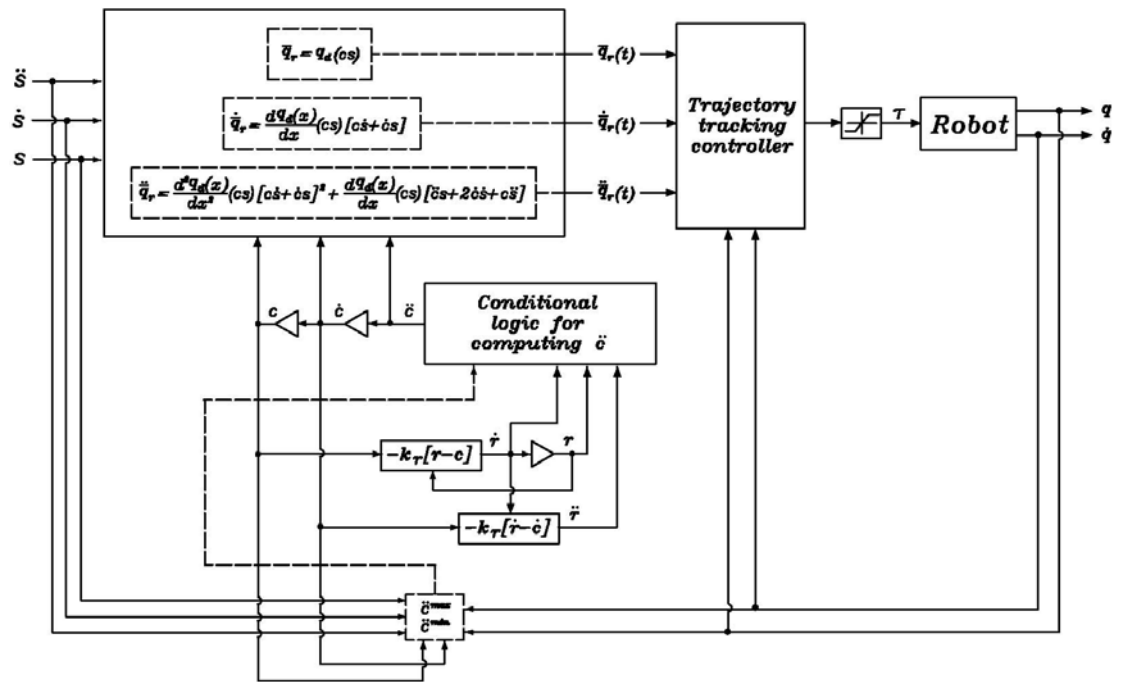 q̄_r = q_d(cs)
q̄_r(t)
s̈
ṡ
s
q̄̇_r = dq_d(x)/dx (cs)[cṡ+ċs]
q̄̇_r(t)
q̄̈_r = d²q_d(x)/dx² (cs)[cṡ+ċs]² + dq_d(x)/dx (cs)[c̈s+2ċṡ+cs̈]
q̄̈_r(t)
Trajectory
tracking
controller
τ
Robot
q
q̇
c
ċ
c̈
Conditional
logic for
computing c̈
-k_r[r-c]
ṙ
r
-k_r[ṙ-ċ]
r̈
c̈^max
c̈^min